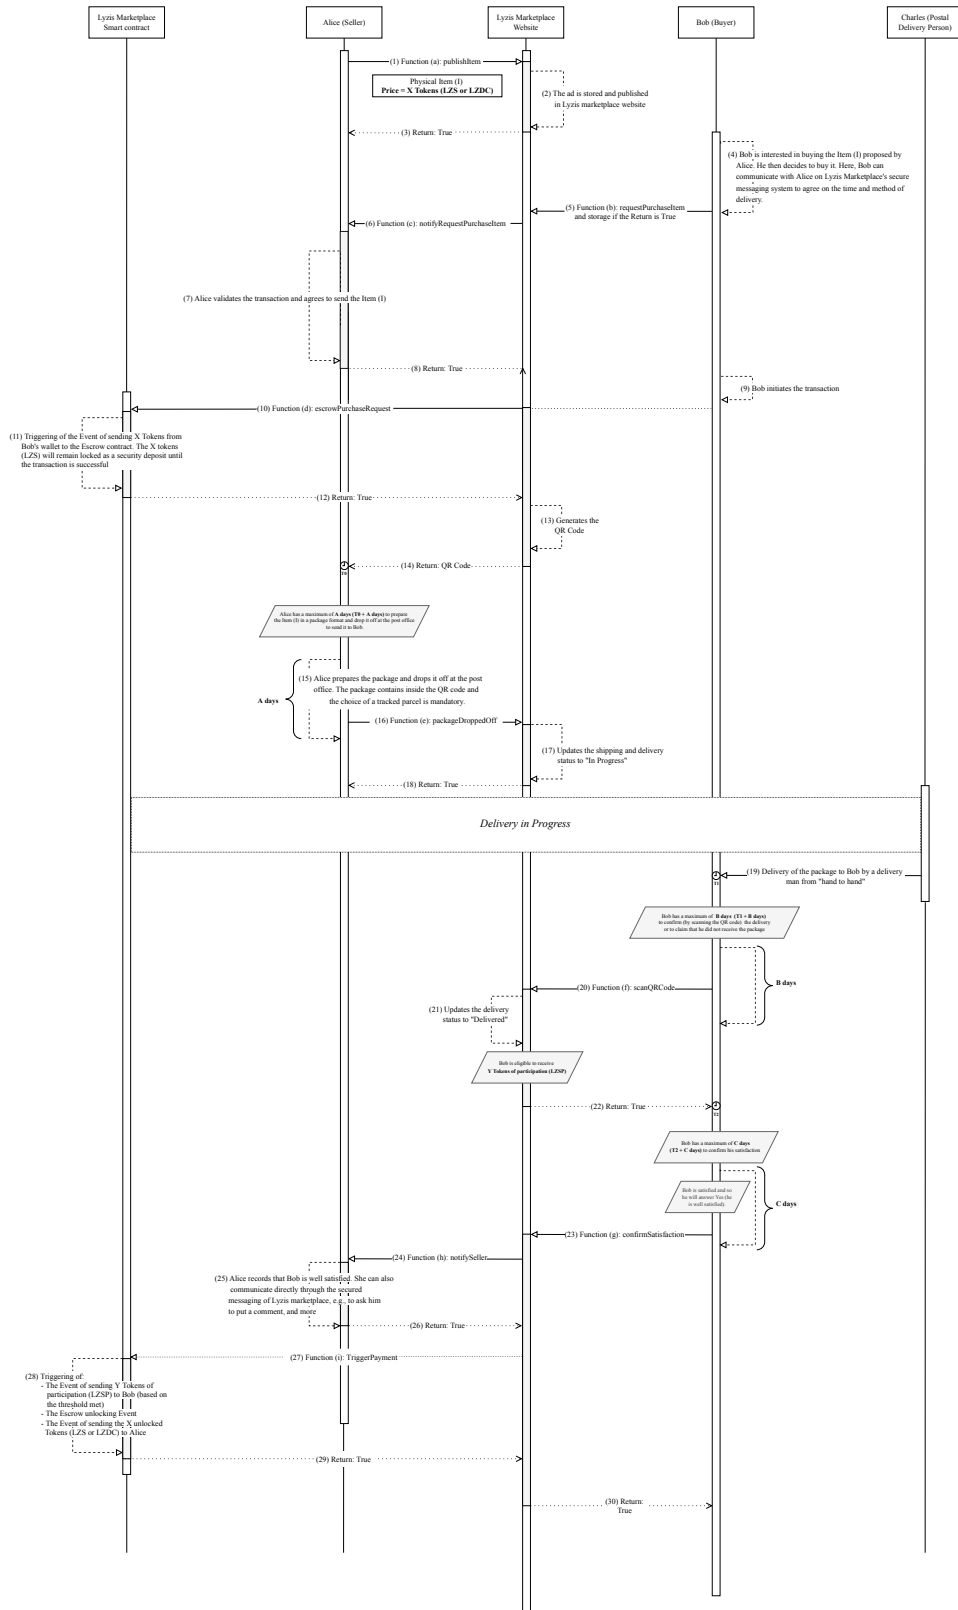 Lyzis Marketplace
Smart contract
Alice (Seller)
Lyzis Marketplace
Website
Bob (Buyer)
Charles (Postal
Delivery Person)
(1) Function (a): publishItem
Physical Item (I)
Price = X Tokens (LZS or LZDC)
(2) The ad is stored and published
in Lyzis marketplace website
(3) Return: True
(4) Bob is interested in buying the Item (I) proposed by
Alice. He then decides to buy it. Here, Bob can
communicate with Alice on Lyzis Marketplace's secure
messaging system to agree on the time and method of
delivery.
(5) Function (b): requestPurchaseItem
and storage if the Return is True
(6) Function (c): notifyRequestPurchaseItem
(7) Alice validates the transaction and agrees to send the Item (I)
(8) Return: True
(9) Bob initiates the transaction
(10) Function (d): escrowPurchaseRequest
(11) Triggering of the Event of sending X Tokens from
Bob's wallet to the Escrow contract. The X tokens
(LZS) will remain locked as a security deposit until
the transaction is successful
(12) Return: True
(13) Generates the
QR Code
(14) Return: QR Code
T0
Alice has a maximum of A days (T0 + A days) to prepare
the Item (I) in a package format and drop it off at the post office
to send it to Bob.
(15) Alice prepares the package and drops it off at the post
office. The package contains inside the QR code and
the choice of a tracked parcel is mandatory.
A days
(16) Function (e): packageDroppedOff
(17) Updates the shipping and delivery
status to "In Progress"
(18) Return: True
Delivery in Progress
(19) Delivery of the package to Bob by a delivery
man from "hand to hand"
T1
Bob has a maximum of B days (T1 + B days)
to confirm (by scanning the QR code) the delivery
or to claim that he did not receive the package
B days
(20) Function (f): scanQRCode
(21) Updates the delivery
status to "Delivered"
Bob is eligible to receive
Y Tokens of participation (LZSP)
(22) Return: True
T2
Bob has a maximum of C days
(T2 + C days) to confirm his satisfaction
Bob is satisfied and so
he will answer Yes (he
is well satisfied).
C days
(23) Function (g): confirmSatisfaction
(24) Function (h): notifySeller
(25) Alice records that Bob is well satisfied. She can also
communicate directly through the secured
messaging of Lyzis marketplace, e.g., to ask him
to put a comment, and more
(26) Return: True
(27) Function (i): TriggerPayment
(28) Triggering of:
- The Event of sending Y Tokens of
participation (LZSP) to Bob (based on
the threshold met)
- The Escrow unlocking Event
- The Event of sending the X unlocked
Tokens (LZS or LZDC) to Alice
(29) Return: True
(30) Return:
True